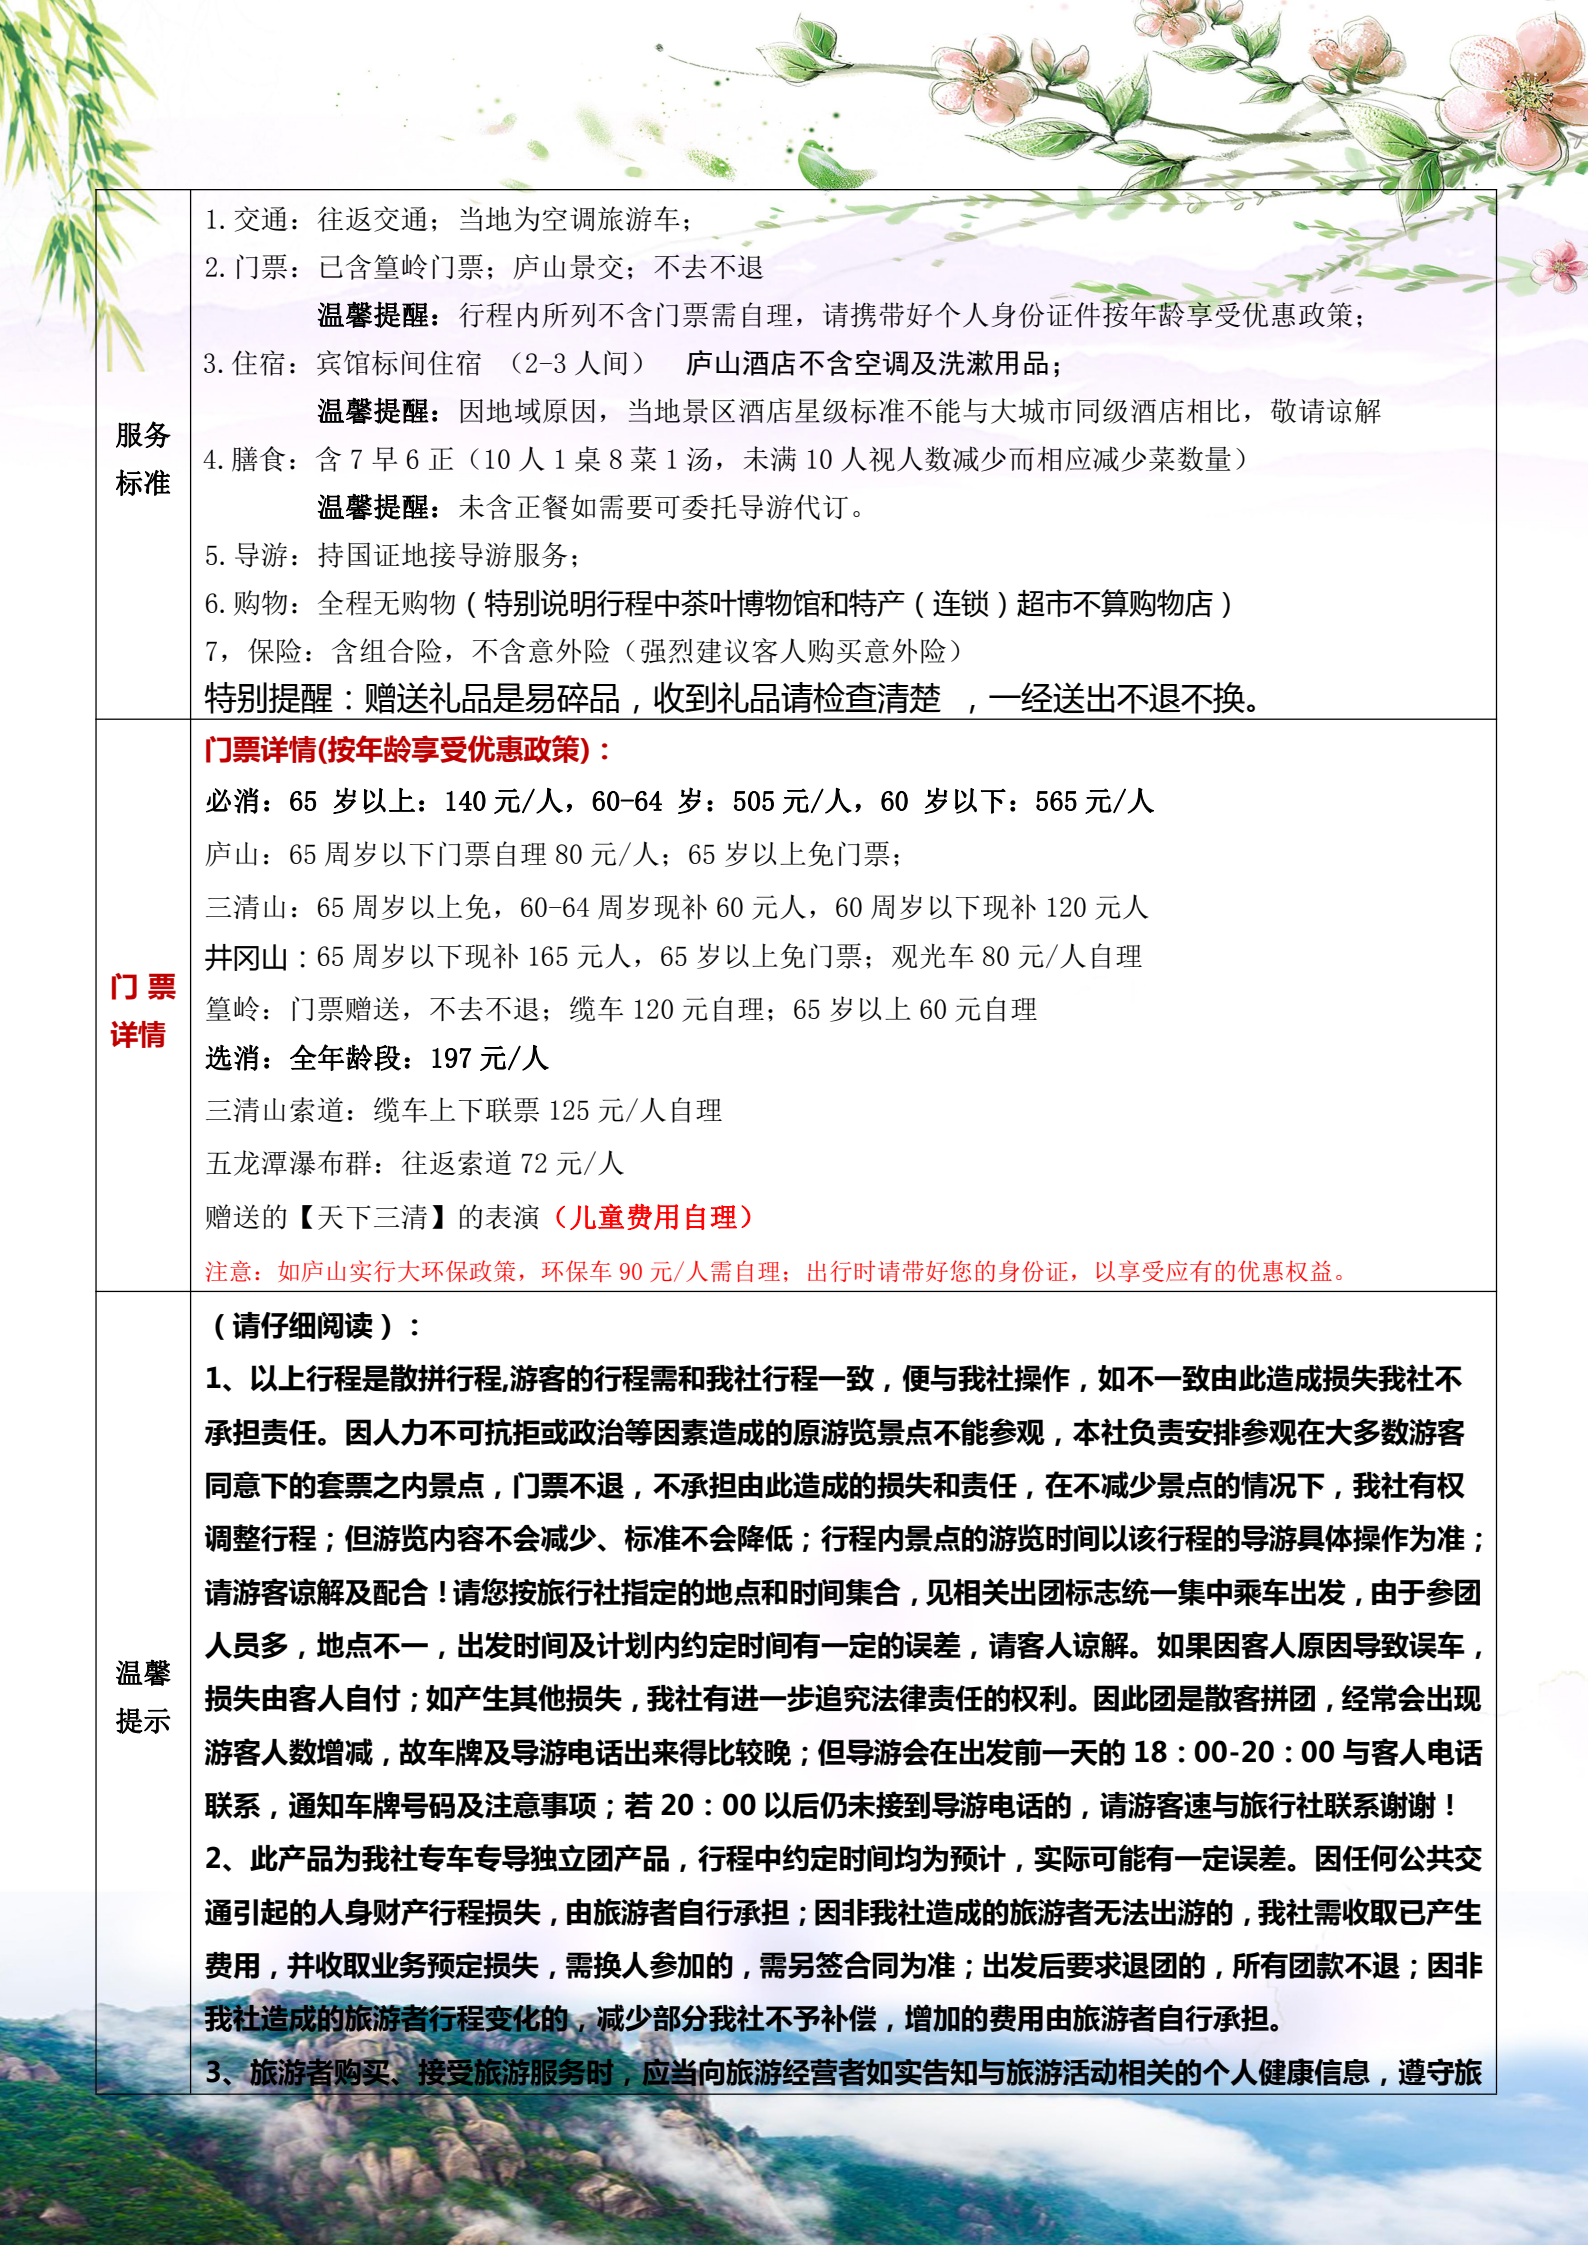 服务
标准
1.交通：往返交通；当地为空调旅游车；
2.门票：已含篁岭门票；庐山景交；不去不退
温馨提醒：行程内所列不含门票需自理，请携带好个人身份证件按年龄享受优惠政策；
3.住宿：宾馆标间住宿 （2-3 人间） 庐山酒店不含空调及洗漱用品；
温馨提醒：因地域原因，当地景区酒店星级标准不能与大城市同级酒店相比，敬请谅解
4.膳食：含 7 早 6 正（10 人 1 桌 8 菜 1 汤，未满 10 人视人数减少而相应减少菜数量）
温馨提醒：未含正餐如需要可委托导游代订。
5.导游：持国证地接导游服务；
6.购物：全程无购物（特别说明行程中茶叶博物馆和特产（连锁）超市不算购物店）
7，保险：含组合险，不含意外险（强烈建议客人购买意外险）
特别提醒：赠送礼品是易碎品，收到礼品请检查清楚 ，一经送出不退不换。
门 票
详情
门票详情(按年龄享受优惠政策)：
必消：65 岁以上：140 元/人，60-64 岁：505 元/人，60 岁以下：565 元/人
庐山：65 周岁以下门票自理 80 元/人；65 岁以上免门票；
三清山：65 周岁以上免，60-64 周岁现补 60 元人，60 周岁以下现补 120 元人
井冈山：65 周岁以下现补 165 元人，65 岁以上免门票；观光车 80 元/人自理
篁岭：门票赠送，不去不退；缆车 120 元自理；65 岁以上 60 元自理
选消：全年龄段：197 元/人
三清山索道：缆车上下联票 125 元/人自理
五龙潭瀑布群：往返索道 72 元/人
赠送的【天下三清】的表演（儿童费用自理）
注意：如庐山实行大环保政策，环保车 90 元/人需自理；出行时请带好您的身份证，以享受应有的优惠权益。
温馨
提示
（请仔细阅读）：
1、以上行程是散拼行程,游客的行程需和我社行程一致，便与我社操作，如不一致由此造成损失我社不
承担责任。因人力不可抗拒或政治等因素造成的原游览景点不能参观，本社负责安排参观在大多数游客
同意下的套票之内景点，门票不退，不承担由此造成的损失和责任，在不减少景点的情况下，我社有权
调整行程；但游览内容不会减少、标准不会降低；行程内景点的游览时间以该行程的导游具体操作为准；
请游客谅解及配合！请您按旅行社指定的地点和时间集合，见相关出团标志统一集中乘车出发，由于参团
人员多，地点不一，出发时间及计划内约定时间有一定的误差，请客人谅解。如果因客人原因导致误车，
损失由客人自付；如产生其他损失，我社有进一步追究法律责任的权利。因此团是散客拼团，经常会出现
游客人数增减，故车牌及导游电话出来得比较晚；但导游会在出发前一天的 18：00-20：00 与客人电话
联系，通知车牌号码及注意事项；若 20：00 以后仍未接到导游电话的，请游客速与旅行社联系谢谢！
2、此产品为我社专车专导独立团产品，行程中约定时间均为预计，实际可能有一定误差。因任何公共交
通引起的人身财产行程损失，由旅游者自行承担；因非我社造成的旅游者无法出游的，我社需收取已产生
费用，并收取业务预定损失，需换人参加的，需另签合同为准；出发后要求退团的，所有团款不退；因非
我社造成的旅游者行程变化的，减少部分我社不予补偿，增加的费用由旅游者自行承担。
3、旅游者购买、接受旅游服务时，应当向旅游经营者如实告知与旅游活动相关的个人健康信息，遵守旅